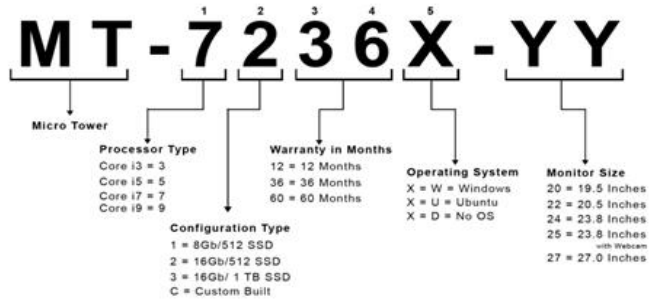 1 2 3 4 5
MT-7236X-YY
Micro Tower
Processor Type
Core i3 = 3
Core i5 = 5
Core i7 = 7
Core i9 = 9
Configuration Type
1 = 8Gb/512 SSD
2 = 16Gb/512 SSD
3 = 16Gb/ 1 TB SSD
C = Custom Built
Warranty in Months
12 = 12 Months
36 = 36 Months
60 = 60 Months
Operating System
X = W = Windows
X = U = Ubuntu
X = D = No OS
Monitor Size
20 = 19.5 Inches
22 = 20.5 Inches
24 = 23.8 Inches
25 = 23.8 Inches
with Webcam
27 = 27.0 Inches